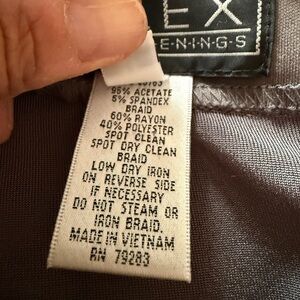 EX
E·N·I·N·G·S
95% ACETATE
5% SPANDEX
BRAID
60% RAYON
40% POLYESTER
SPOT CLEAN
SPOT DRY CLEAN
BRAID
LOW DRY IRON
ON REVERSE SIDE
IF NECESSARY
DO NOT STEAM OR
IRON BRAID.
MADE IN VIETNAM
RN 79283